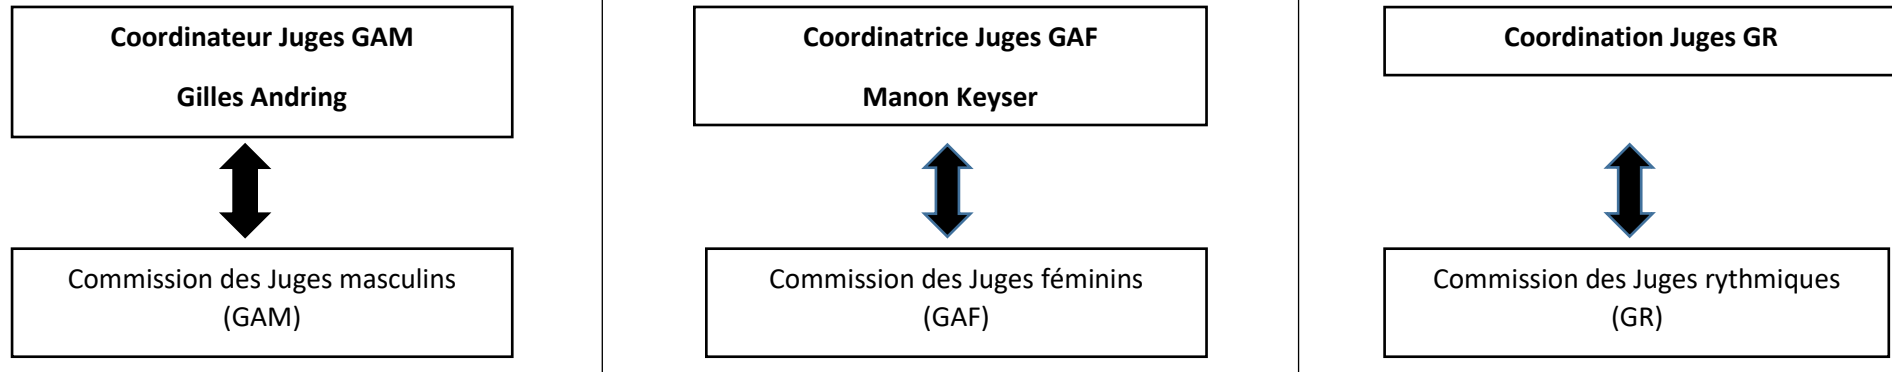 Coordinateur Juges GAM
Gilles Andring
Commission des Juges masculins
(GAM)
Coordinatrice Juges GAF
Manon Keyser
Commission des Juges féminins
(GAF)
Coordination Juges GR
Commission des Juges rythmiques
(GR)